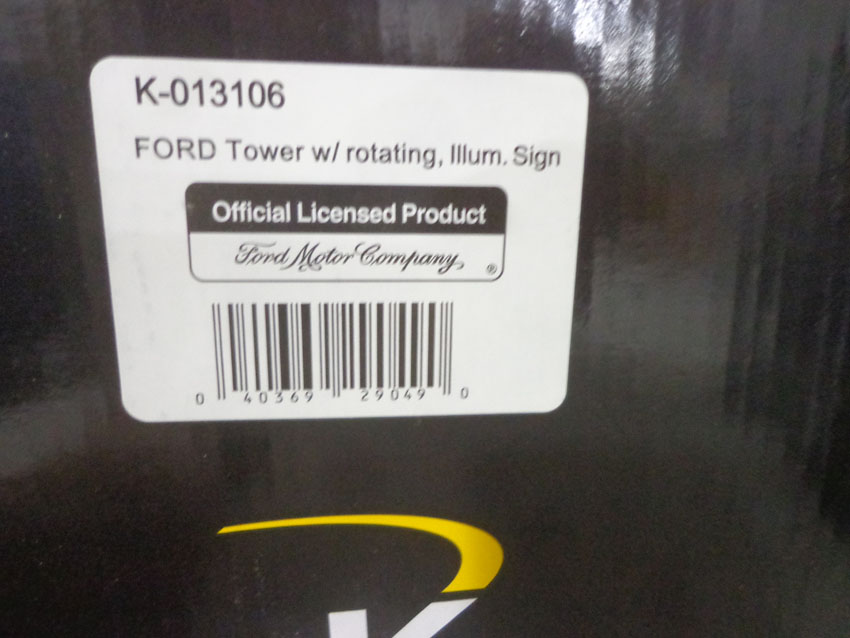 K-013106
FORD Tower w/ rotating, Illum. Sign
Official Licensed Product
Ford Motor Company ®
0 40369 29049 0
K